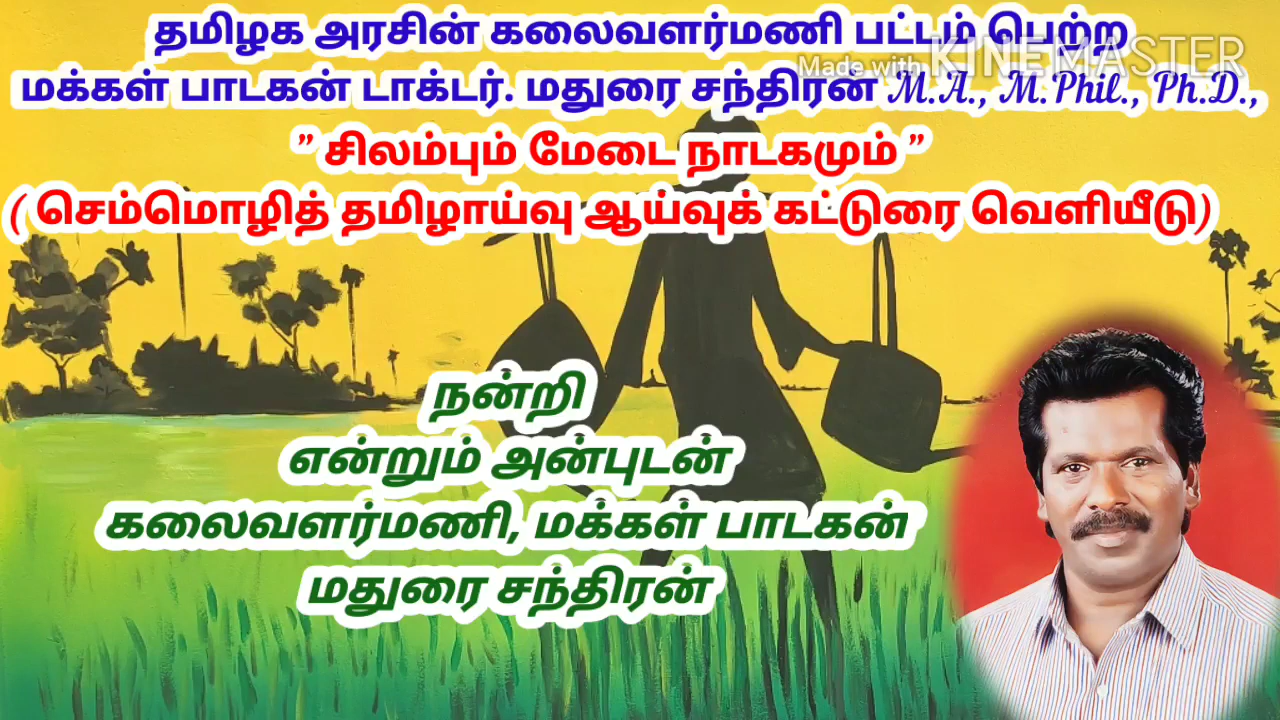 தமிழக அரசின் கலைவளர்மணி பட்டம் பெற்ற
Made with KINEMASTER
மக்கள் பாடகன் டாக்டர். மதுரை சந்திரன் M.A., M.Phil., Ph.D.,
” சிலம்பும் மேடை நாடகமும் ”
( செம்மொழித் தமிழாய்வு ஆய்வுக் கட்டுரை வெளியீடு)
நன்றி
என்றும் அன்புடன்
கலைவளர்மணி, மக்கள் பாடகன்
மதுரை சந்திரன்